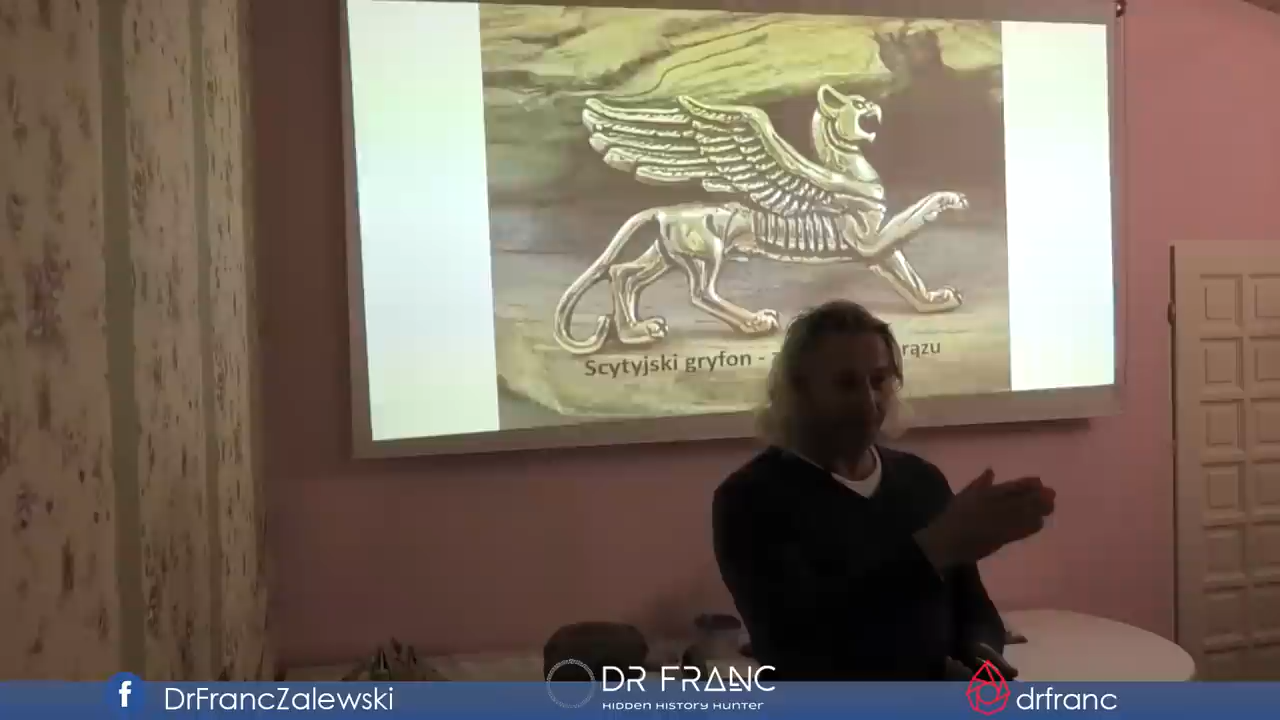 Scytyjski gryfon -
rązu
f DrFrancZalewski
DR FRANC
HIDDEN HISTORY HUNTER
drfranc